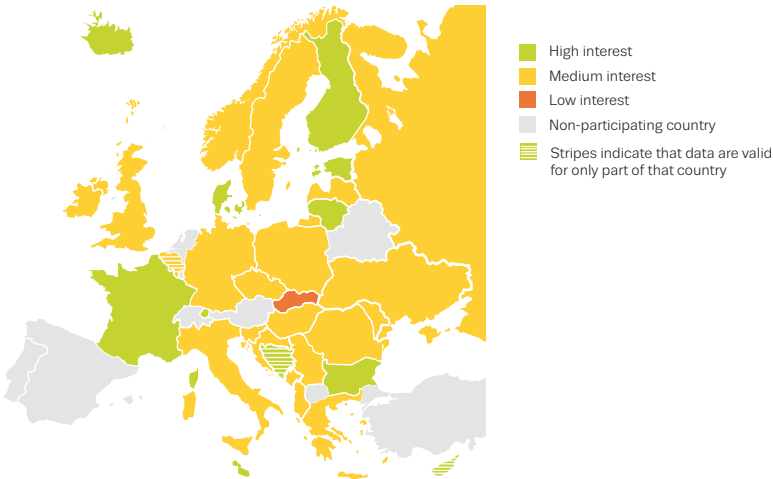 High interest
Medium interest
Low interest
Non-participating country
Stripes indicate that data are valid
for only part of that country